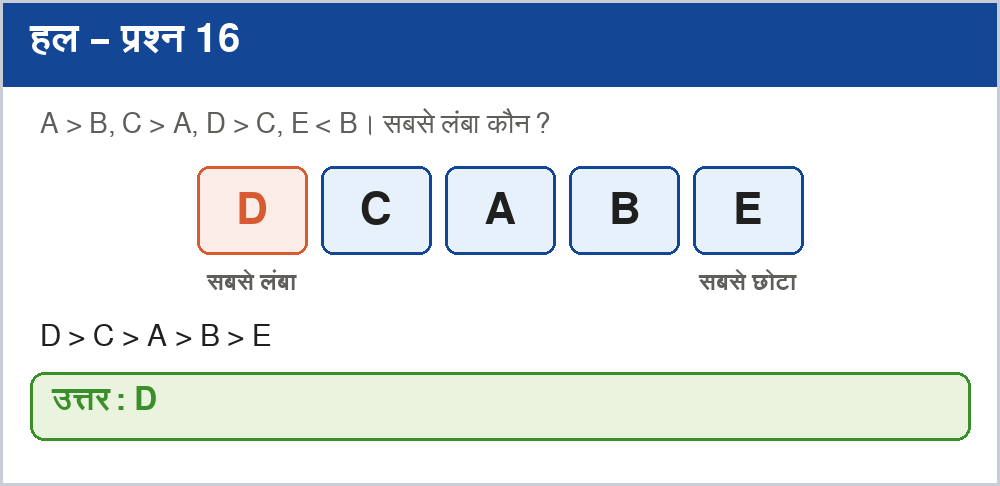 हल – प्रश्न 16
A > B, C > A, D > C, E < B। सबसे लंबा कौन ?
D C A B E
सबसे लंबा सबसे छोटा
D > C > A > B > E
उत्तर : D